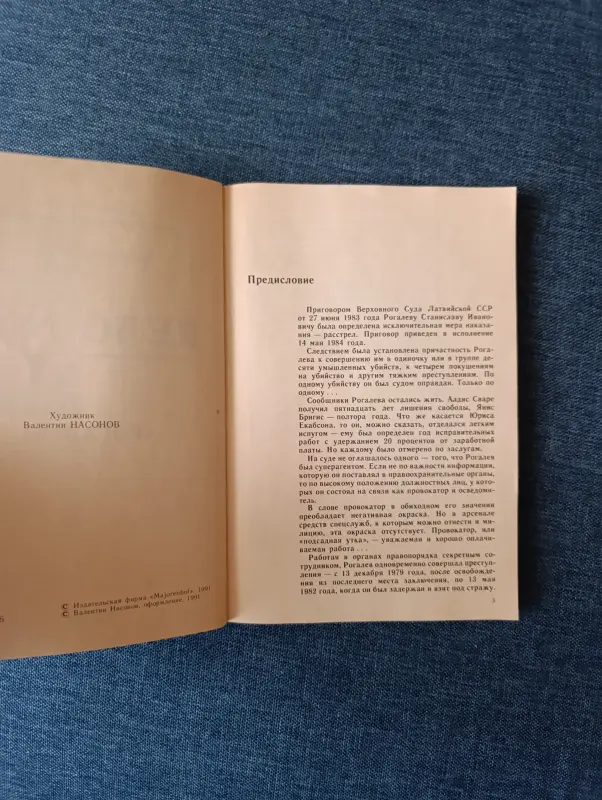 Художник
Валентин НАСОНОВ
С Издательская фирма «Majorenhof», 1991
С Валентин Насонов, оформление, 1991
6
Предисловие
Приговором Верховного Суда Латвийской ССР
от 27 июня 1983 года Рогалеву Станиславу Ивано-
вичу была определена исключительная мера наказа-
ния — расстрел. Приговор приведен в исполнение
14 мая 1984 года.
Следствием была установлена причастность Рога-
лева к совершению им в одиночку или в группе де-
сяти умышленных убийств, к четырем покушениям
на убийство и другим тяжким преступлениям. По
одному убийству он был судом оправдан. Только по
одному . . .
Сообщники Рогалева остались жить. Алдис Сваре
получил пятнадцать лет лишения свободы, Янис
Бригис — полтора года. Что же касается Юриса
Екабсона, то он, можно сказать, отделался легким
испугом — ему был определен год исправительных
работ с удержанием 20 процентов от заработной
платы. Но каждому было отмерено по заслугам.
На суде не оглашалось одного — того, что Рогалев
был суперагентом. Если не по важности информации,
которую он поставлял в правоохранительные органы,
то по высокому положению должностных лиц, у ко-
торых он состоял на связи как провокатор и осведоми-
тель.
В слове провокатор в обиходном его значении
преобладает негативная окраска. Но в арсенале
средств спецслужб, к которым можно отнести и ми-
лицию, эта окраска отсутствует. Провокатор, или
«подсадная утка», — уважаемая и хорошо оплачи-
ваемая работа . . .
Работая в органах правопорядка секретным со-
трудником, Рогалев одновременно совершал преступ-
ления — с 13 декабря 1979 года, после освобожде-
ния из последнего места заключения, по 13 мая
1982 года, когда он был задержан и взят под стражу.
3